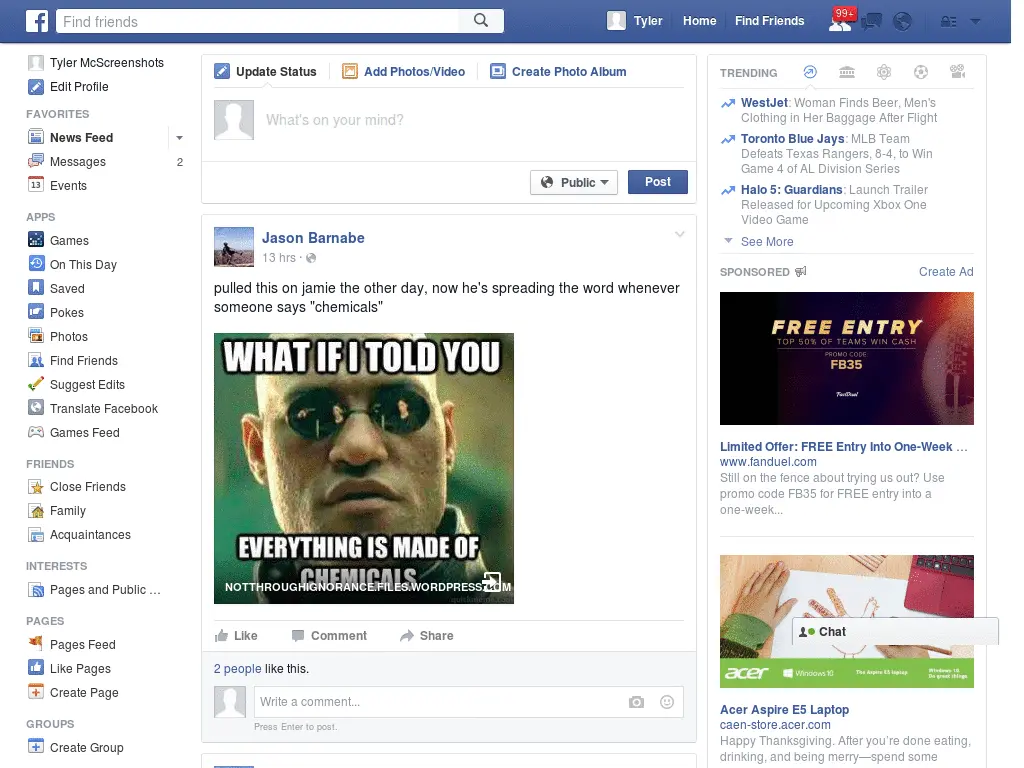 Find friends
Tyler
Home
Find Friends
99+
Tyler McScreenshots
Edit Profile
FAVORITES
News Feed
Messages 2
13 Events
APPS
Games
On This Day
Saved
Pokes
Photos
Find Friends
Suggest Edits
Translate Facebook
Games Feed
FRIENDS
Close Friends
Family
Acquaintances
INTERESTS
Pages and Public ...
PAGES
Pages Feed
Like Pages
Create Page
GROUPS
Create Group
Update Status
Add Photos/Video
Create Photo Album
What's on your mind?
Public
Post
Jason Barnabe
13 hrs ·
pulled this on jamie the other day, now he's spreading the word whenever
someone says "chemicals"
WHAT IF I TOLD YOU
EVERYTHING IS MADE OF
CHEMICALS
NOTTHROUGHIGNORANCE.FILES.WORDPRESS.COM
Like
Comment
Share
2 people like this.
Write a comment...
Press Enter to post.
TRENDING
WestJet: Woman Finds Beer, Men's
Clothing in Her Baggage After Flight
Toronto Blue Jays: MLB Team
Defeats Texas Rangers, 8-4, to Win
Game 4 of AL Division Series
Halo 5: Guardians: Launch Trailer
Released for Upcoming Xbox One
Video Game
See More
SPONSORED
Create Ad
FREE ENTRY
TOP 50% OF TEAMS WIN CASH
PROMO CODE
FB35
FanDuel
Limited Offer: FREE Entry Into One-Week ...
www.fanduel.com
Still on the fence about trying us out? Use
promo code FB35 for FREE entry into a
one-week...
Chat
acer
Windows 10
The Aspire E5 laptop
Windows 10.
Do great things.
Acer Aspire E5 Laptop
caen-store.acer.com
Happy Thanksgiving. After you're done eating,
drinking, and being merry—spend some